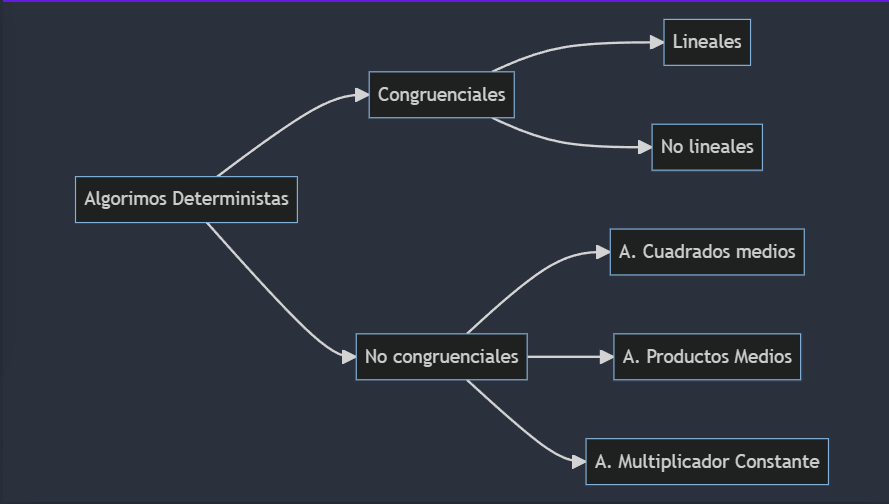 Lineales
Congruenciales
No lineales
Algorimos Deterministas
A. Cuadrados medios
No congruenciales
A. Productos Medios
A. Multiplicador Constante